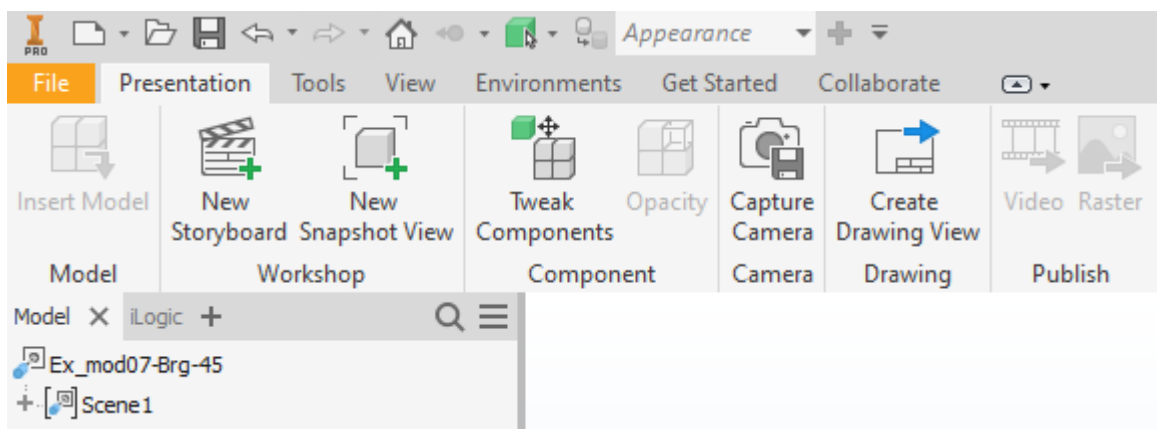 PRO
Appearance
File Presentation Tools View Environments Get Started Collaborate
Insert Model New Storyboard New Snapshot View Tweak Components Opacity Capture Camera Create Drawing View Video Raster
Model Workshop Component Camera Drawing Publish
Model iLogic
Ex_mod07-Brg-45
Scene1